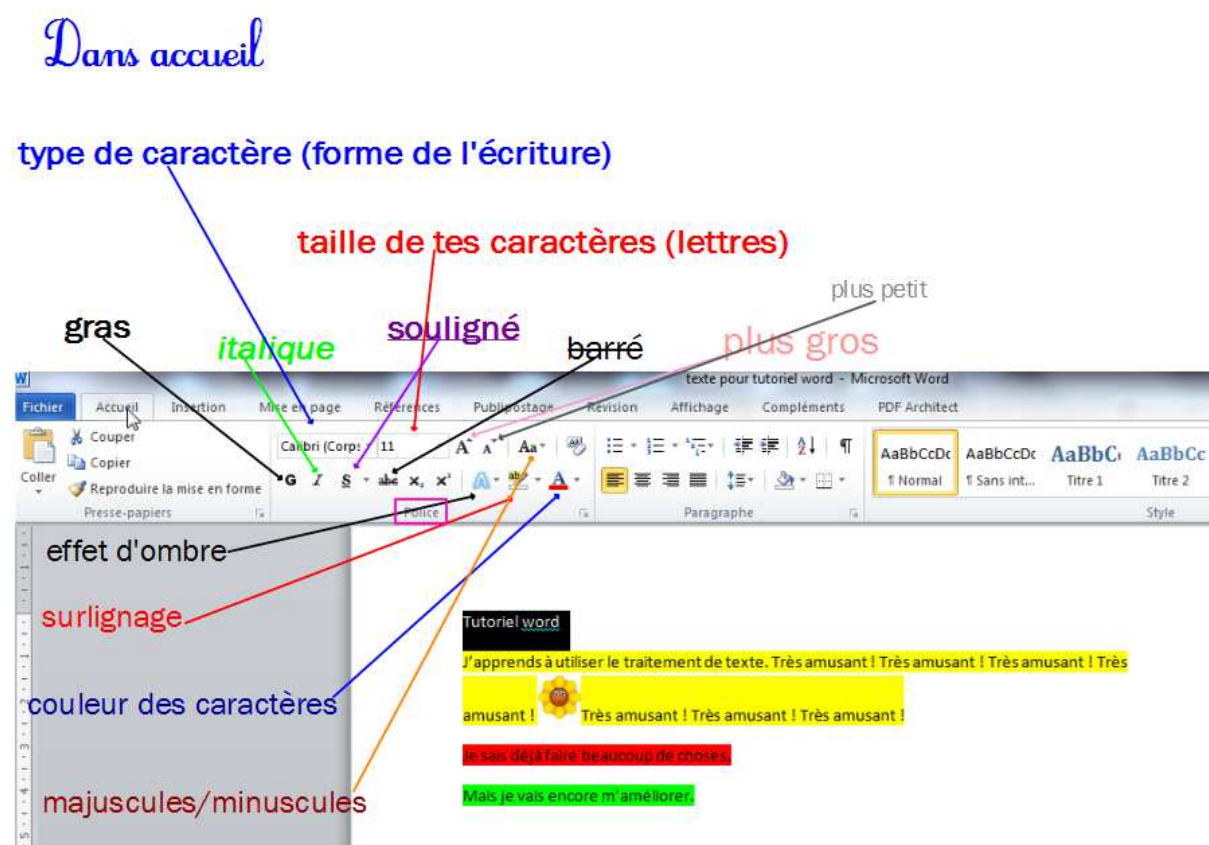 Dans accueil
type de caractère (forme de l'écriture)
taille de tes caractères (lettres)
plus petit
gras
italique
souligné
barré
plus gros
texte pour tutoriel word - Microsoft Word
Fichier Accueil Insertion Mise en page Références Publipostage Révision Affichage Compléments PDF Architect
Couper
Copier
Coller
Reproduire la mise en forme
Calibri (Corps 11
G I S abc x₂ x²
Aa
A
AaBbCcDc AaBbCcDc AaBbC AaBbCc
¶ Normal ¶ Sans int... Titre 1 Titre 2
Presse-papiers Police Paragraphe Style
effet d'ombre
surlignage
couleur des caractères
majuscules/minuscules
Tutoriel word
J'apprends à utiliser le traitement de texte. Très amusant ! Très amusant ! Très amusant ! Très
amusant ! Très amusant ! Très amusant ! Très amusant !
Je sais déjà faire beaucoup de choses.
Mais je vais encore m'améliorer.